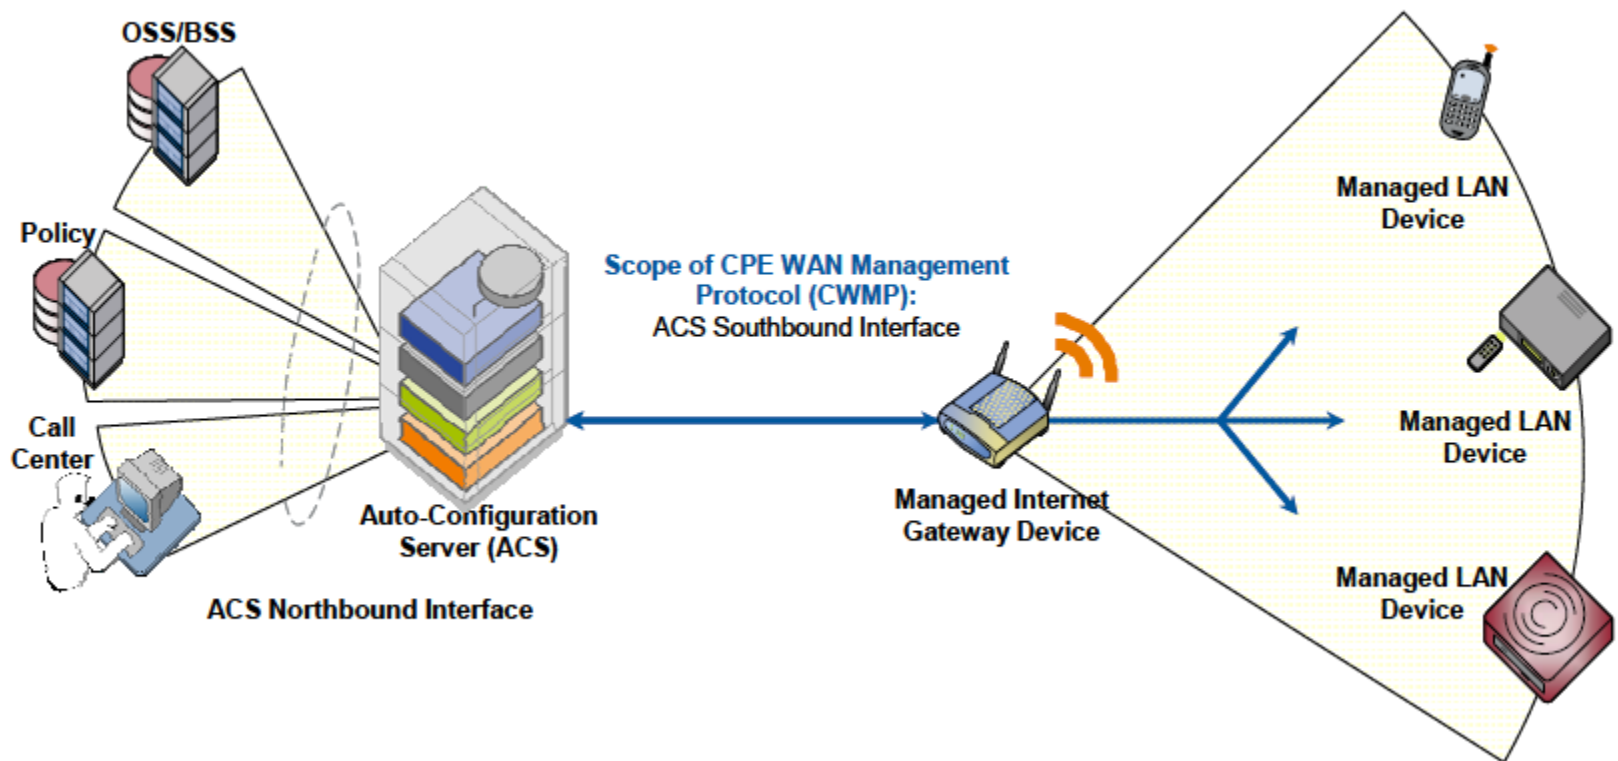 OSS/BSS
Policy
Call
Center
ACS Northbound Interface
Auto-Configuration
Server (ACS)
Scope of CPE WAN Management
Protocol (CWMP):
ACS Southbound Interface
Managed Internet
Gateway Device
Managed LAN
Device
Managed LAN
Device
Managed LAN
Device